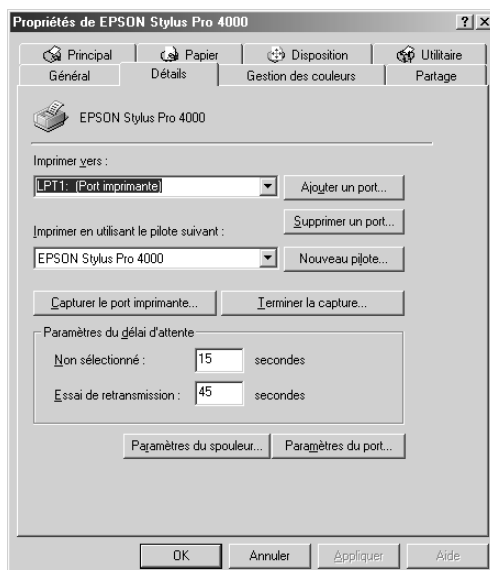 Propriétés de EPSON Stylus Pro 4000
Principal Papier Disposition Utilitaire
Général Détails Gestion des couleurs Partage
EPSON Stylus Pro 4000
Imprimer vers :
LPT1: (Port imprimante) Ajouter un port...
Supprimer un port...
Imprimer en utilisant le pilote suivant :
EPSON Stylus Pro 4000 Nouveau pilote...
Capturer le port imprimante... Terminer la capture...
Paramètres du délai d'attente
Non sélectionné : 15 secondes
Essai de retransmission : 45 secondes
Paramètres du spouleur... Paramètres du port...
OK Annuler Appliquer Aide